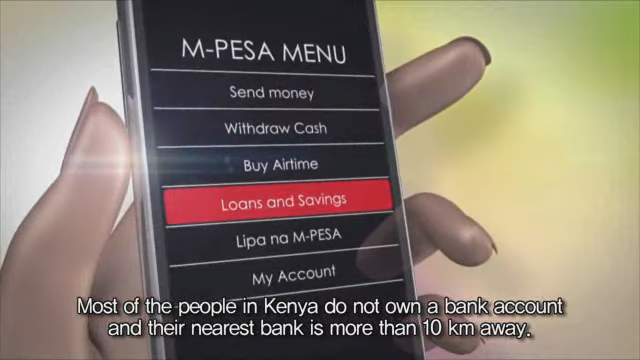 M-PESA MENU
Send money
Withdraw Cash
Buy Airtime
Loans and Savings
Lipa na M-PESA
My Account
Most of the people in Kenya do not own a bank account
and their nearest bank is more than 10 km away.